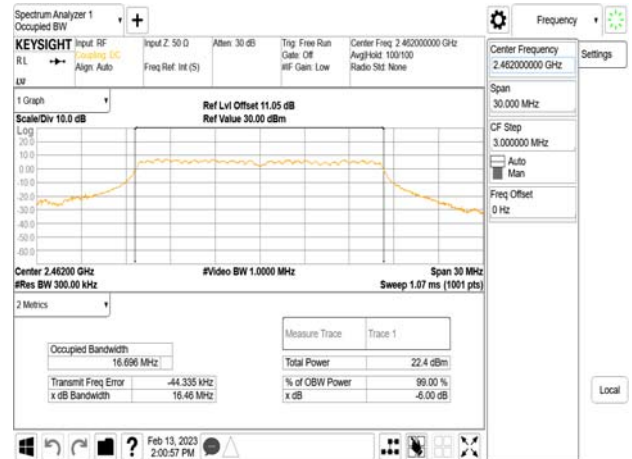 Spectrum Analyzer 1
Occupied BW
Frequency
KEYSIGHT
RL
Input: RF
Coupling: DC
Align: Auto
Input Z: 50 Ω
Freq Ref: Int (S)
Atten: 30 dB
Trig: Free Run
Gate: Off
#IF Gain: Low
Center Freq: 2.462000000 GHz
Avg|Hold: 100/100
Radio Std: None
Center Frequency
2.462000000 GHz
Settings
Span
30.000 MHz
CF Step
3.000000 MHz
Auto
Man
Freq Offset
0 Hz
Local
1 Graph
Scale/Div 10.0 dB
Ref Lvl Offset 11.05 dB
Ref Value 30.00 dBm
Log
20.0
10.0
0.00
-10.0
-20.0
-30.0
-40.0
-50.0
-60.0
Center 2.46200 GHz
#Res BW 300.00 kHz
#Video BW 1.0000 MHz
Span 30 MHz
Sweep 1.07 ms (1001 pts)
2 Metrics
Measure Trace
Trace 1
Occupied Bandwidth
16.696 MHz
Total Power
22.4 dBm
Transmit Freq Error
-44.335 kHz
% of OBW Power
99.00 %
x dB Bandwidth
16.46 MHz
x dB
-6.00 dB
Feb 13, 2023
2:00:57 PM